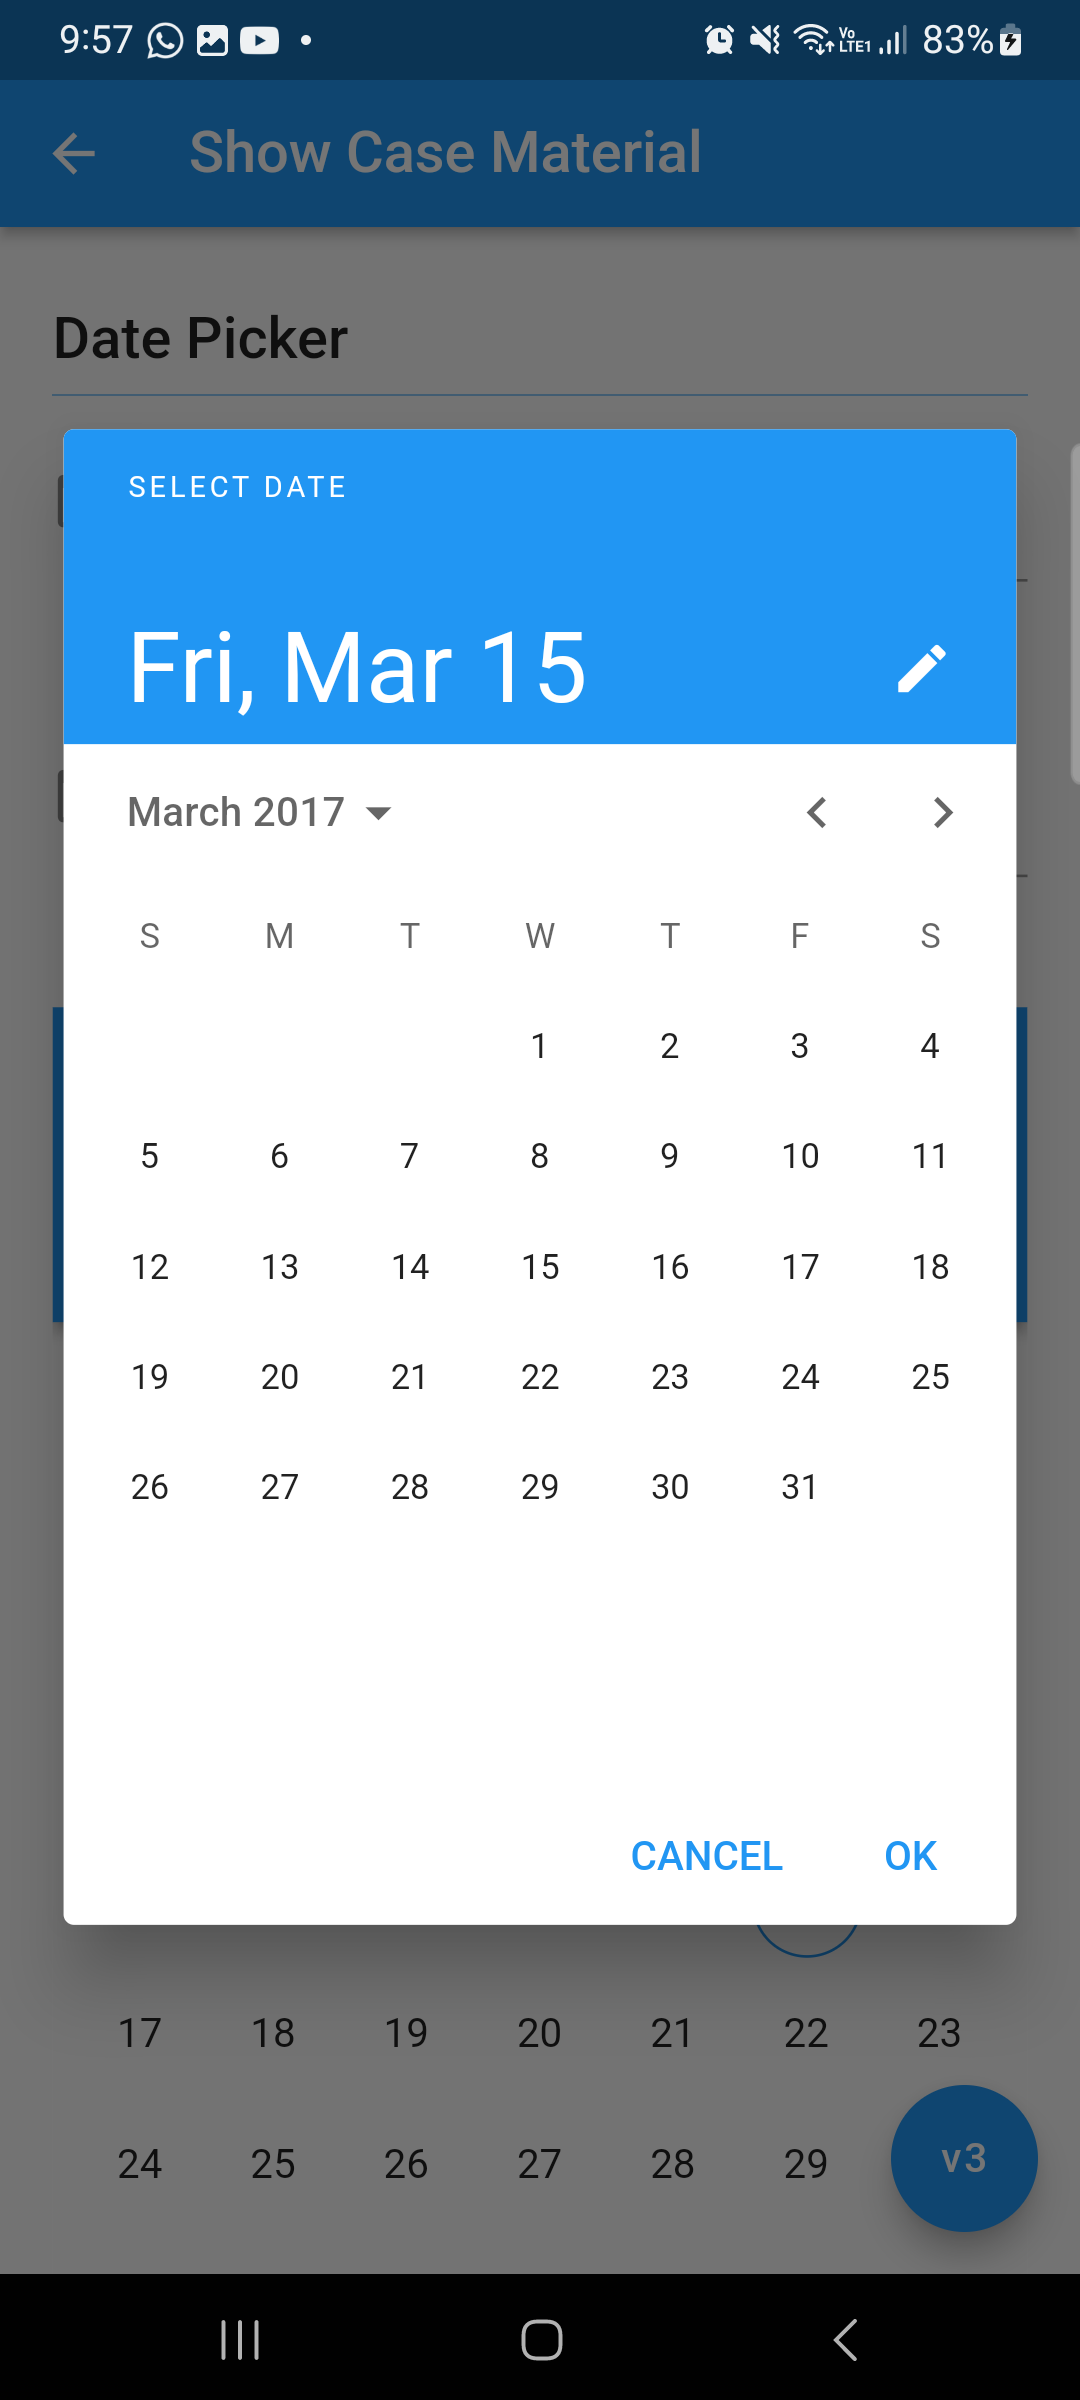 9:57 Vo LTE1 83%
Show Case Material
Date Picker
SELECT DATE
Fri, Mar 15
March 2017
S M T W T F S
1 2 3 4
5 6 7 8 9 10 11
12 13 14 15 16 17 18
19 20 21 22 23 24 25
26 27 28 29 30 31
CANCEL OK
17 18 19 20 21 22 23
24 25 26 27 28 29
v3